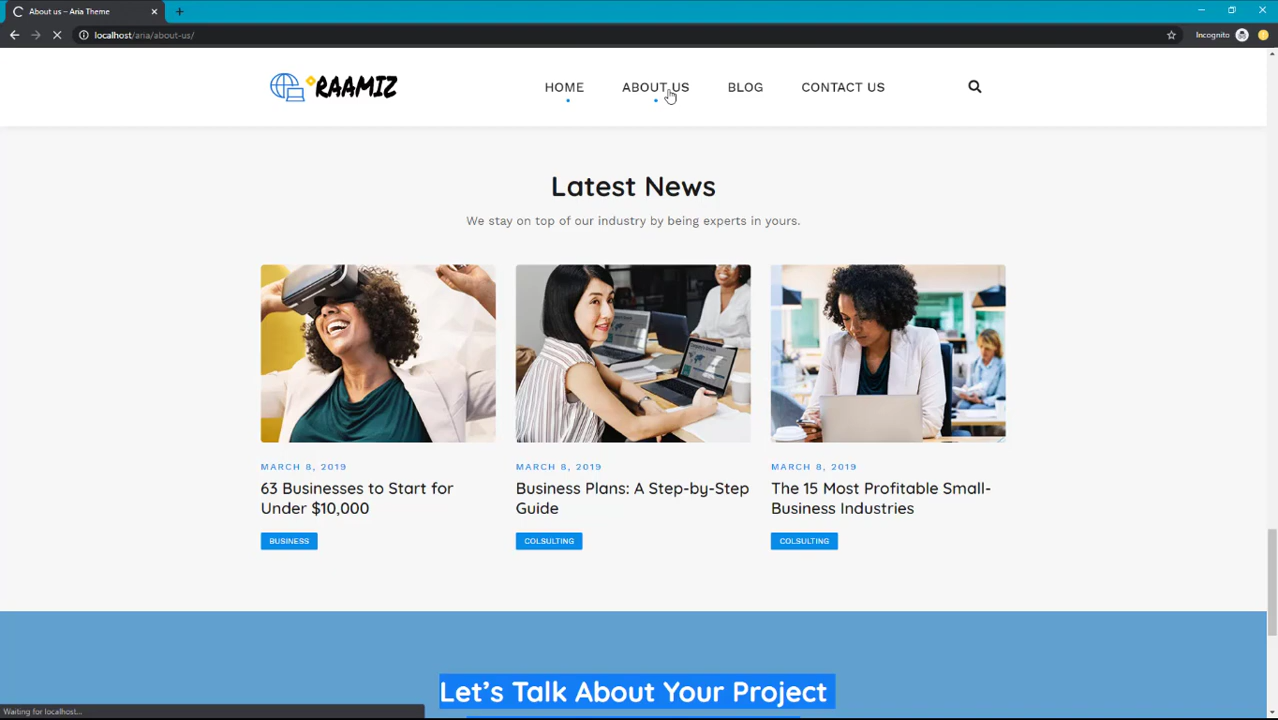 About us – Aria Theme
localhost/aria/about-us/
Incognito
RAAMIZ
HOME
ABOUT US
BLOG
CONTACT US
Latest News
We stay on top of our industry by being experts in yours.
MARCH 8, 2019
63 Businesses to Start for
Under $10,000
BUSINESS
MARCH 8, 2019
Business Plans: A Step-by-Step
Guide
COLSULTING
MARCH 8, 2019
The 15 Most Profitable Small-
Business Industries
COLSULTING
Let's Talk About Your Project
Waiting for localhost...